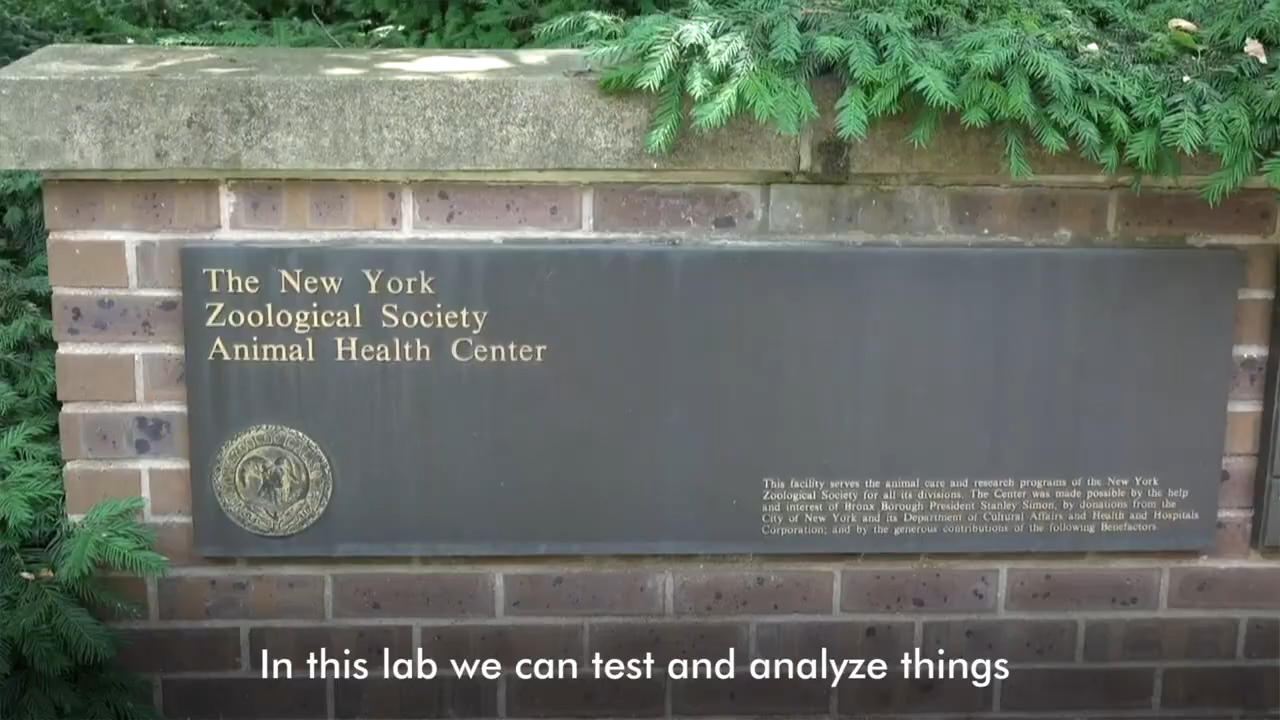 The New York
Zoological Society
Animal Health Center
This facility serves the animal care and research programs of the New York
Zoological Society for all its divisions. The Center was made possible by the help
and interest of Bronx Borough President Stanley Simon, by donations from the
City of New York and its Department of Cultural Affairs and Health and Hospitals
Corporation; and by the generous contributions of the following Benefactors.
In this lab we can test and analyze things